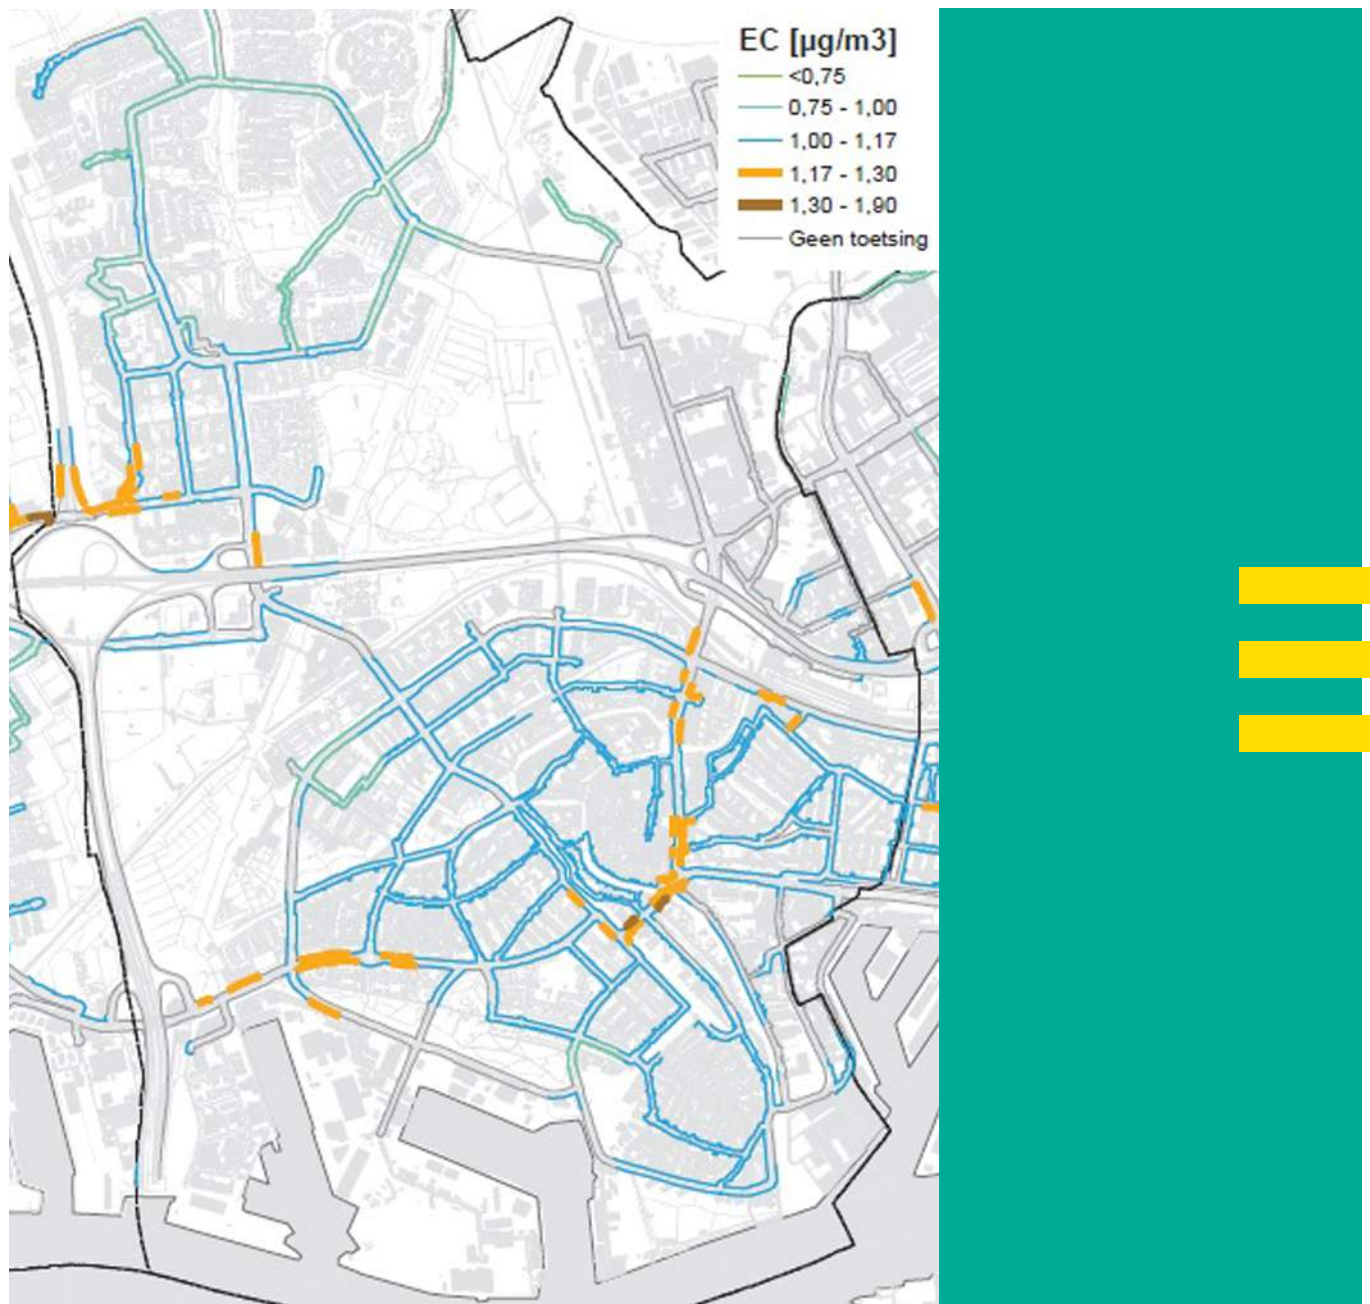 EC [µg/m3]
<0,75
0,75 - 1,00
1,00 - 1,17
1,17 - 1,30
1,30 - 1,90
Geen toetsing